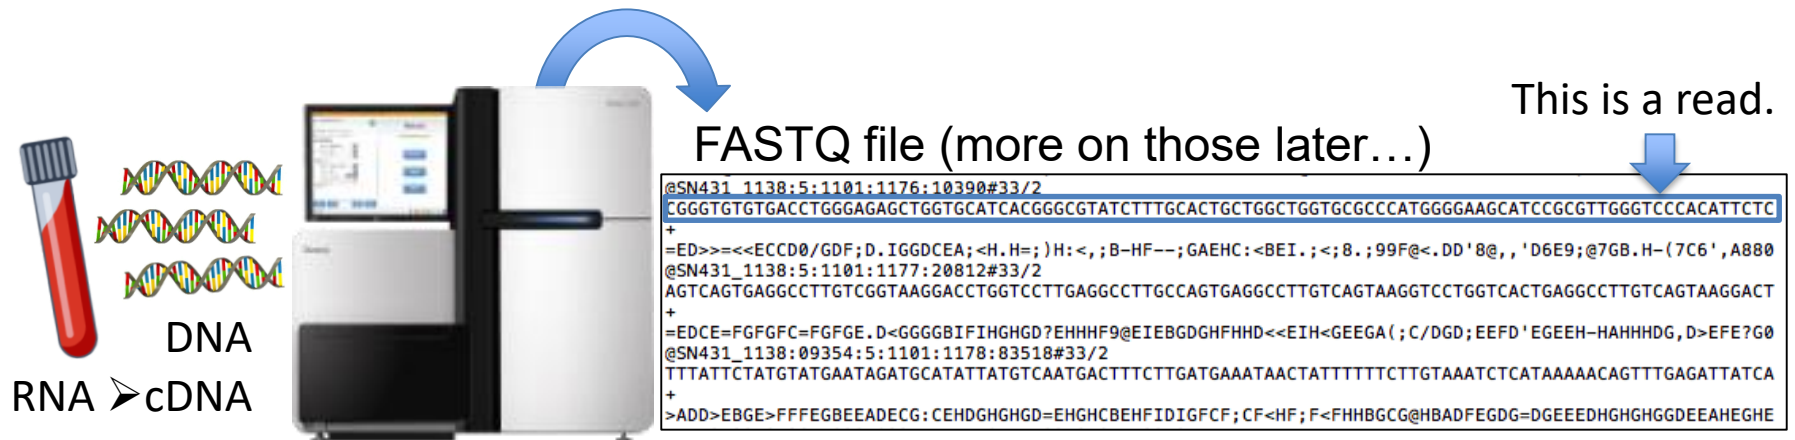 This is a read.
FASTQ file (more on those later…)
@SN431_1138:5:1101:1176:10390#33/2
CGGGTGTGTGACCTGGGAGAGCTGGTGCATCACGGGCGTATCTTTGCACTGCTGGCTGGTGCGCCCATGGGGAAGCATCCGCGTTGGGTCCCACATTCTC
+
=ED>>=<<ECCD0/GDF;D.IGGDCEA;<H.H=;)H:<,;B-HF--;GAEHC:<BEI.;<;8.;99F@<.DD'8@,,'D6E9;@7GB.H-(7C6',A880
@SN431_1138:5:1101:1177:20812#33/2
AGTCAGTGAGGCCTTGTCGGTAAGGACCTGGTCCTTGAGGCCTTGCCAGTGAGGCCTTGTCAGTAAGGTCCTGGTCACTGAGGCCTTGTCAGTAAGGACT
+
=EDCE=FGFGFC=FGFGE.D<GGGGBIFIHGHGD?EHHHF9@EIEBGDGHFHHD<<EIH<GEEGA(;C/DGD;EEFD'EGEEH-HAHHHDG,D>EFE?G0
@SN431_1138:09354:5:1101:1178:83518#33/2
TTTATTCTATGTATGAATAGATGCATATTATGTCAATGACTTTCTTGATGAAATAACTATTTTTTCTTGTAAATCTCATAAAAACAGTTTGAGATTATCA
+
>ADD>EBGE>FFFEGBEEADECG:CEHDGHGHGD=EHGHCBEHFIDIGFCF;CF<HF;F<FHHBGCG@HBADFEGDG=DGEEEDHGHGHGGDEEAHEGHE
DNA
RNA ➢cDNA